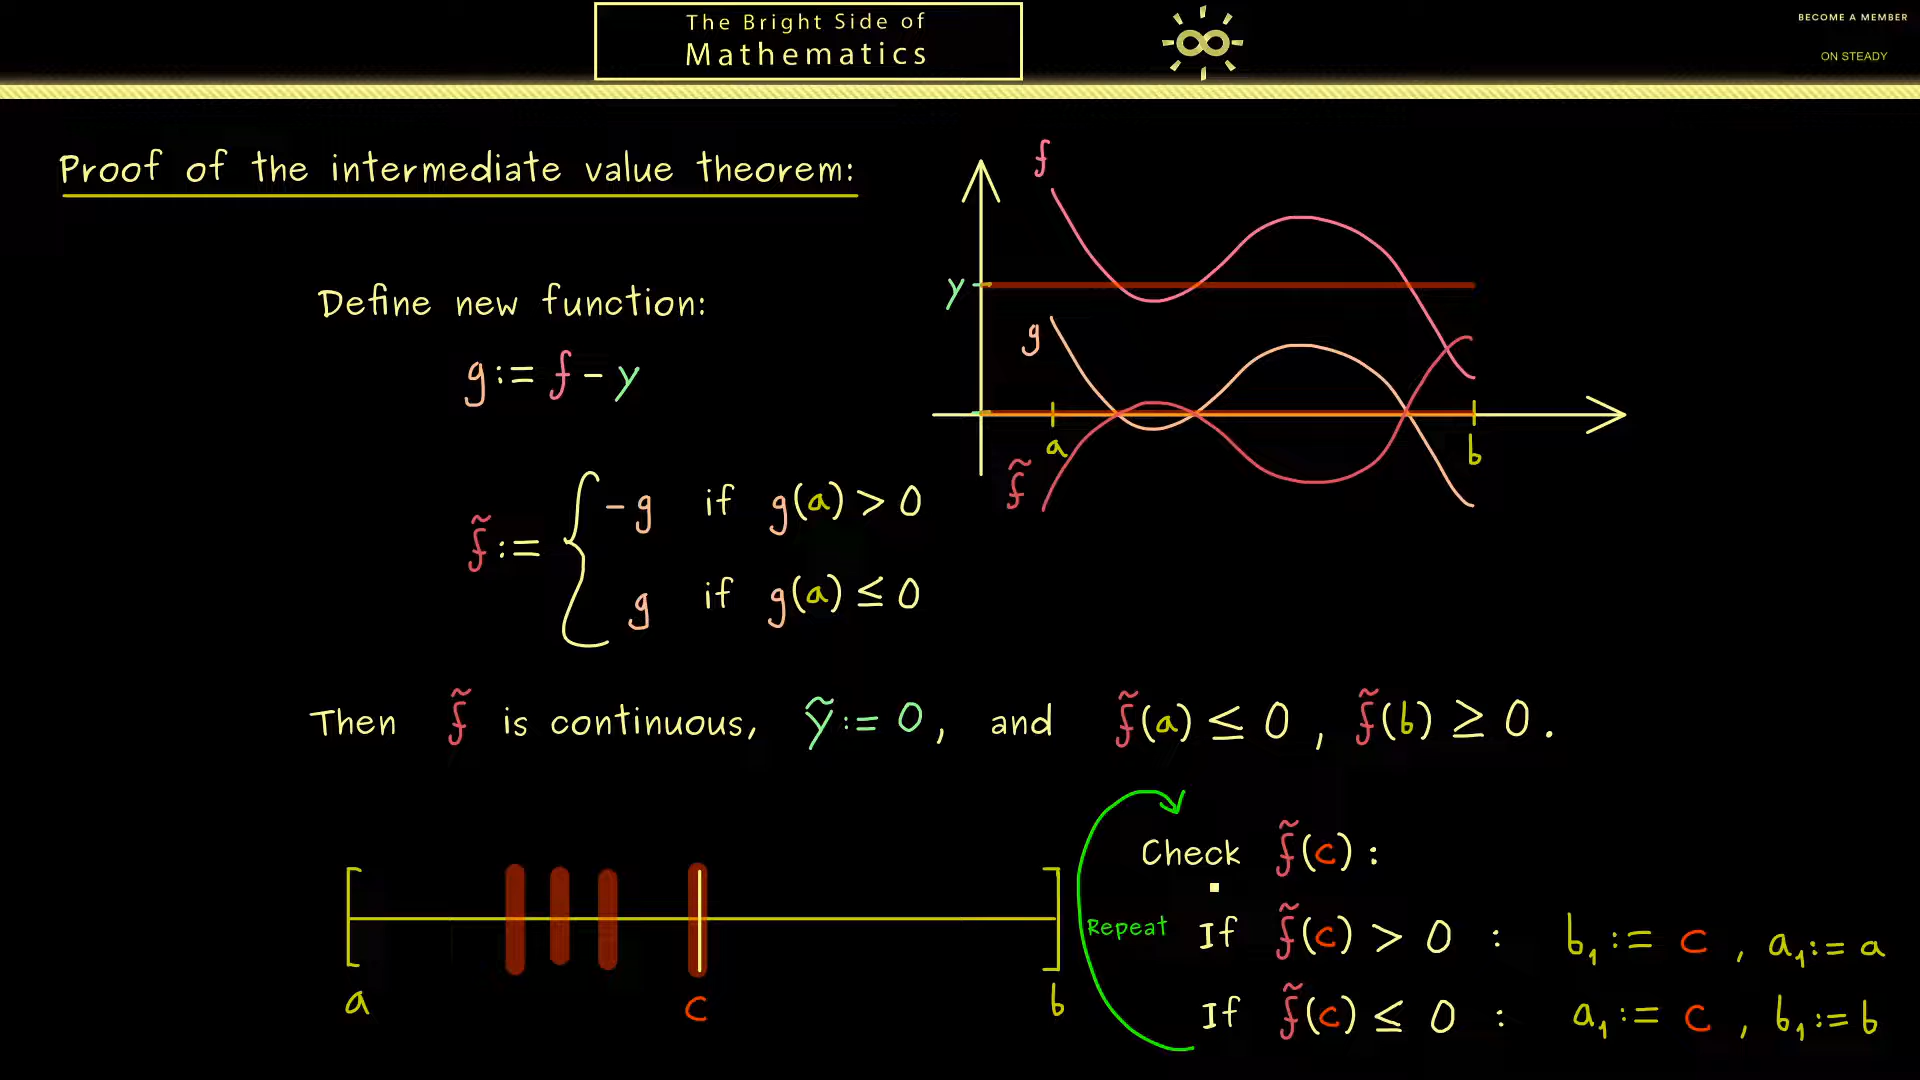 The Bright Side of
Mathematics
BECOME A MEMBER
ON STEADY
Proof of the intermediate value theorem:
f
y
g
a
b
f̃
Define new function:
g := f - y
f̃ := { -g if g(a) > 0
g if g(a) ≤ 0
Then f̃ is continuous, ỹ := 0, and f̃(a) ≤ 0, f̃(b) ≥ 0.
a
c
b
Repeat
Check f̃(c):
If f̃(c) > 0 : b₁ := c, a₁ := a
If f̃(c) ≤ 0 : a₁ := c, b₁ := b